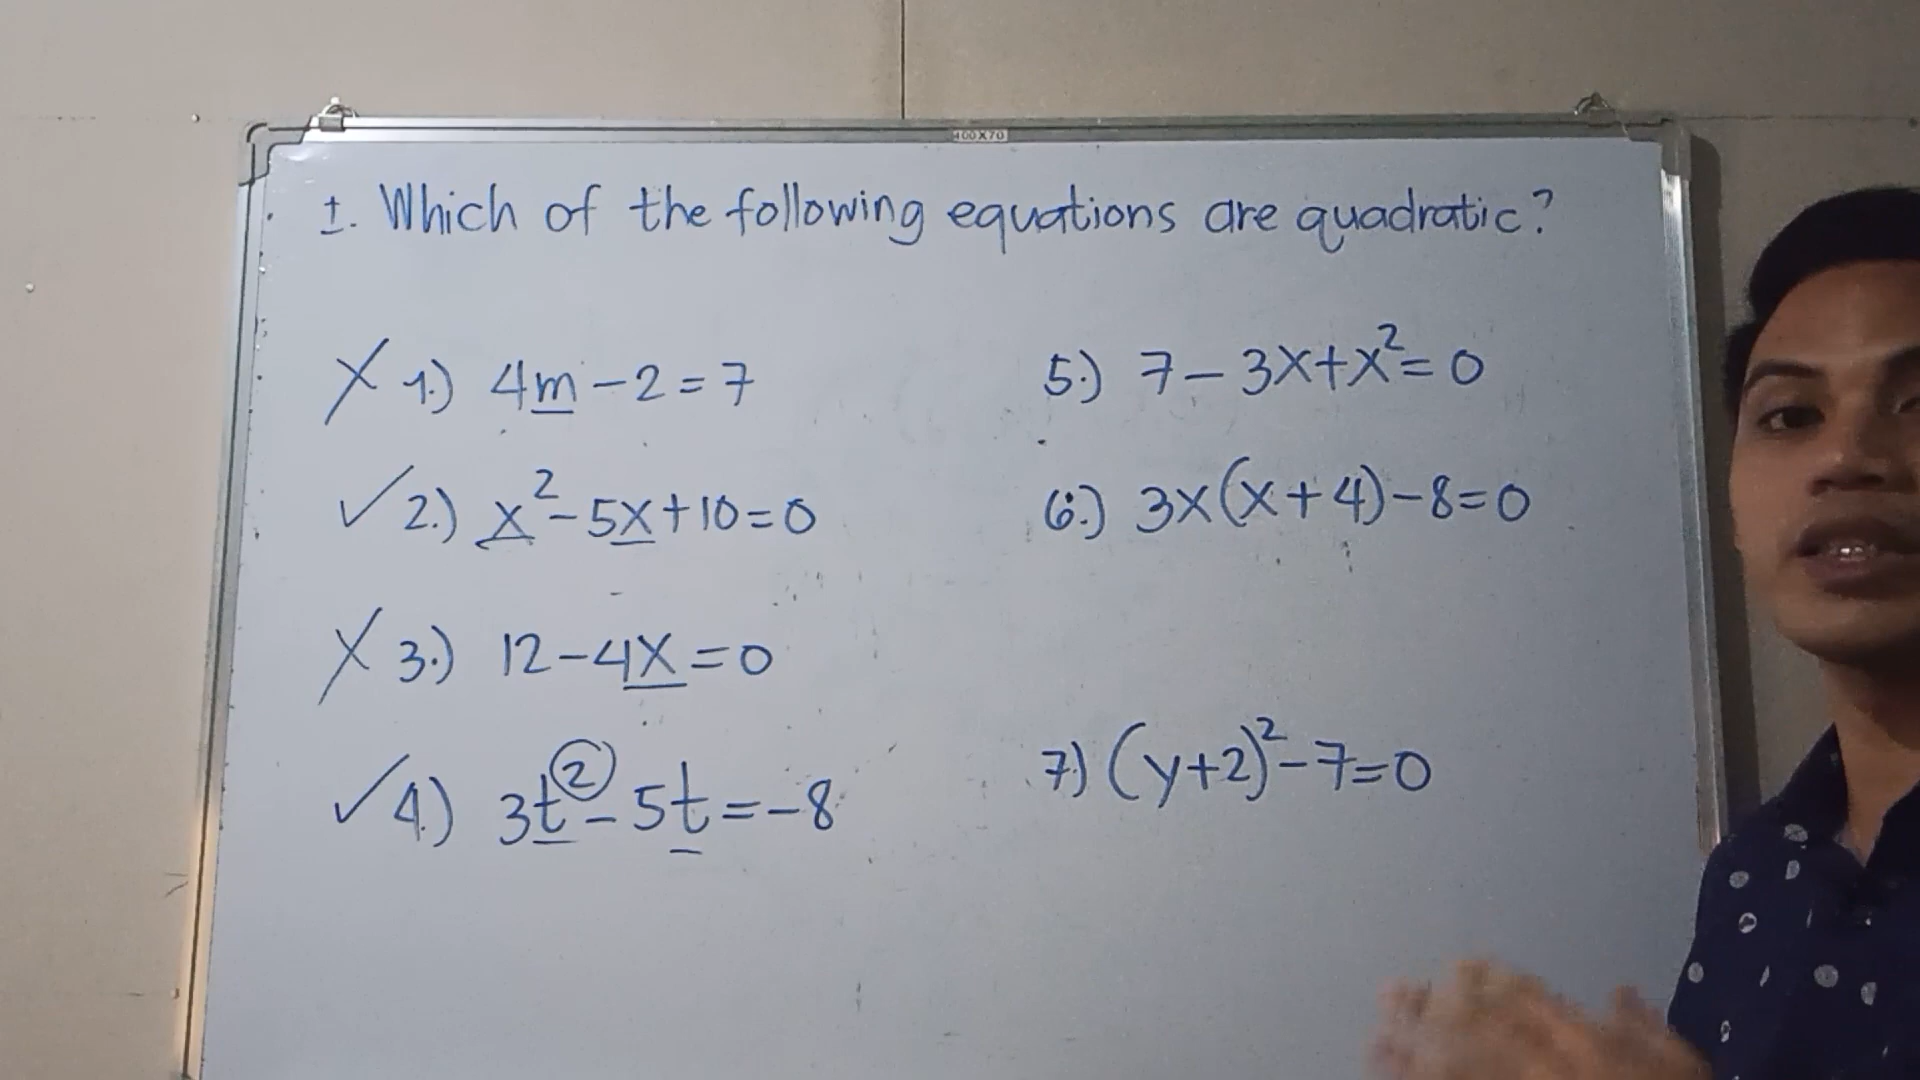 400X70
I. Which of the following equations are quadratic?
X 1.) 4m - 2 = 7
✓ 2.) x² - 5x + 10 = 0
X 3.) 12 - 4x = 0
✓ 4.) 3t² - 5t = -8
5.) 7 - 3x + x² = 0
6.) 3x(x + 4) - 8 = 0
7.) (y + 2)² - 7 = 0